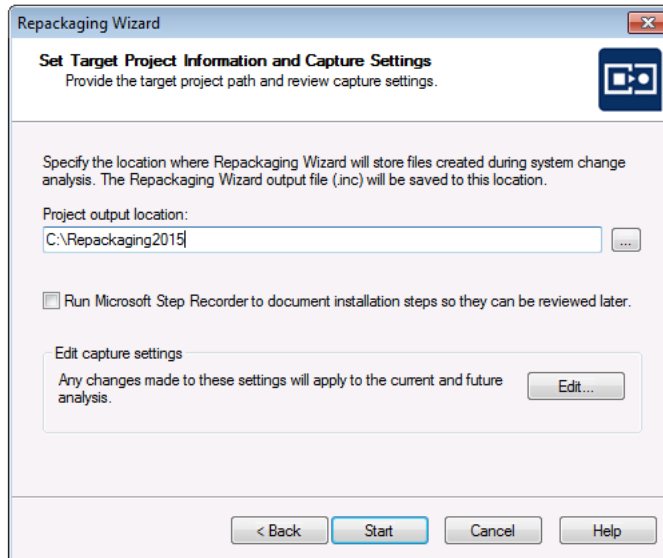 Repackaging Wizard
Set Target Project Information and Capture Settings
Provide the target project path and review capture settings.
Specify the location where Repackaging Wizard will store files created during system change
analysis. The Repackaging Wizard output file (.inc) will be saved to this location.
Project output location:
C:\Repackaging2015
...
Run Microsoft Step Recorder to document installation steps so they can be reviewed later.
Edit capture settings
Any changes made to these settings will apply to the current and future
analysis.
Edit...
< Back
Start
Cancel
Help